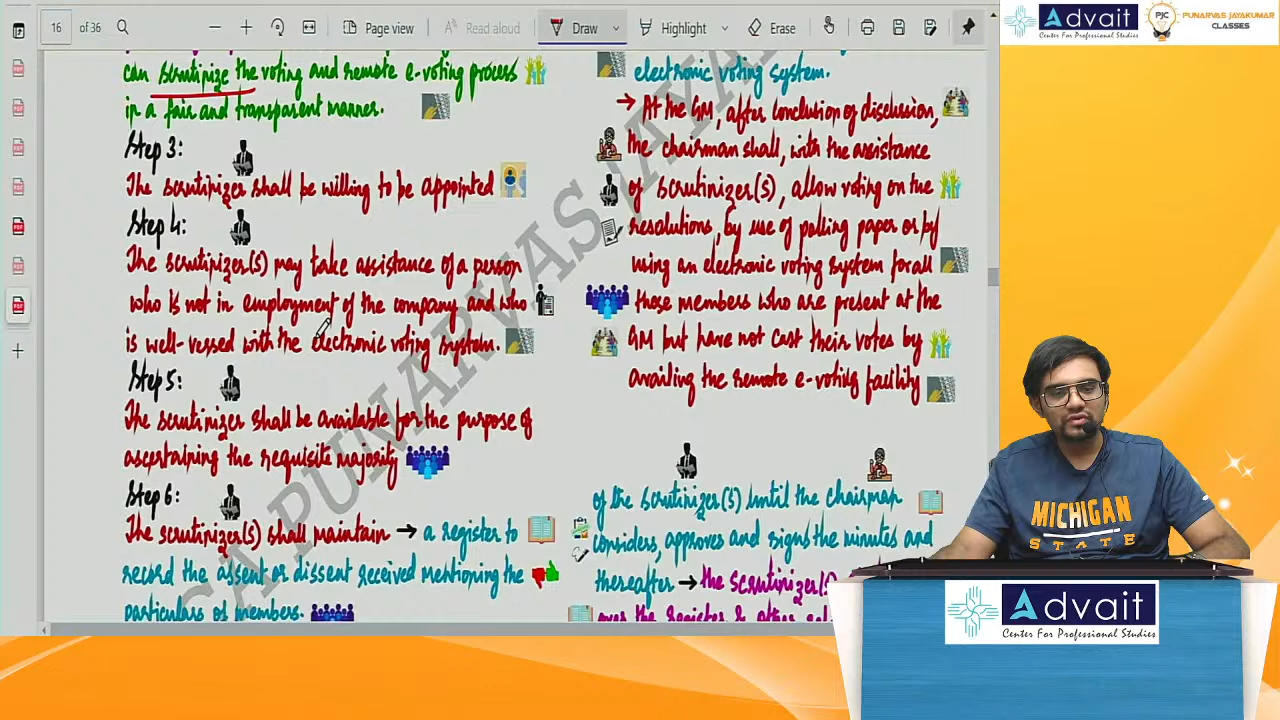 16 of 36
Page view
Read aloud
Draw
Highlight
Erase
Advait
Center For Professional Studies
PJC
PUNARVAS JAYAKUMAR
CLASSES
can scrutinize the voting and remote e-voting process
in a fair and transparent manner.
Step 3:
The scrutinizer shall be willing to be appointed
Step 4:
The scrutinizer(s) may take assistance of a person
who is not in employment of the company and who
is well-versed with the electronic voting system.
Step 5:
The scrutinizer shall be available for the purpose of
ascertaining the requisite majority
Step 6:
The scrutinizer(s) shall maintain → a register to
record the assent or dissent received mentioning the
particulars of members.
electronic voting system.
→ At the GM, after conclusion of discussion,
the chairman shall, with the assistance
of scrutinizer(s), allow voting on the
resolutions, by use of polling paper or by
using an electronic voting system for all
those members who are present at the
GM but have not cast their votes by
availing the remote e-voting facility
of the scrutinizer(s) until the chairman
considers, approves and signs the minutes and
thereafter → the scrutinizer(s)
over the register & other
CA PUNARVAS JAYA
MICHIGAN
STATE
Advait
Center For Professional Studies